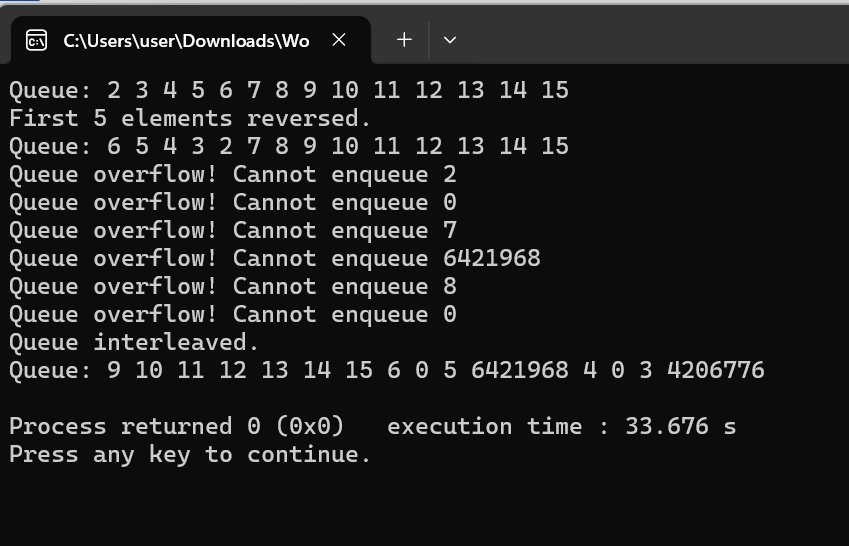 C:\Users\user\Downloads\Wo
Queue: 2 3 4 5 6 7 8 9 10 11 12 13 14 15
First 5 elements reversed.
Queue: 6 5 4 3 2 7 8 9 10 11 12 13 14 15
Queue overflow! Cannot enqueue 2
Queue overflow! Cannot enqueue 0
Queue overflow! Cannot enqueue 7
Queue overflow! Cannot enqueue 6421968
Queue overflow! Cannot enqueue 8
Queue overflow! Cannot enqueue 0
Queue interleaved.
Queue: 9 10 11 12 13 14 15 6 0 5 6421968 4 0 3 4206776
Process returned 0 (0x0)   execution time : 33.676 s
Press any key to continue.